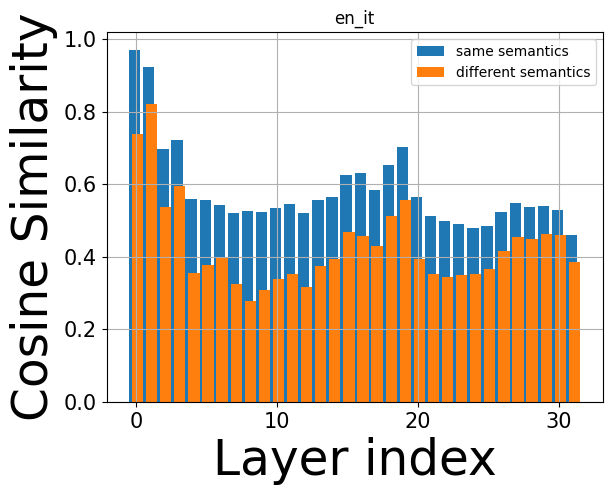 en_it
same semantics
different semantics
Cosine Similarity
1.0
0.8
0.6
0.4
0.2
0.0
0 10 20 30
Layer index